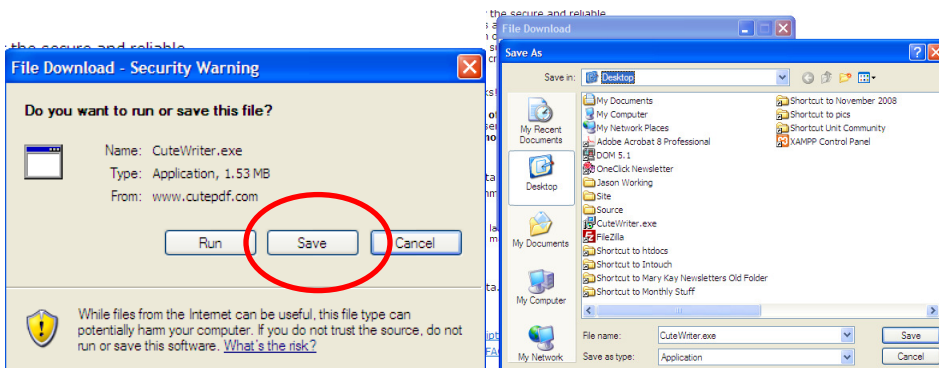 the secure and reliable
File Download - Security Warning
Do you want to run or save this file?
Name: CuteWriter.exe
Type: Application, 1.53 MB
From: www.cutepdf.com
Run Save Cancel
While files from the Internet can be useful, this file type can
potentially harm your computer. If you do not trust the source, do not
run or save this software. What's the risk?
the secure and reliable
File Download
Save As
Save in: Desktop
My Recent
Documents
Desktop
My Documents
My Computer
My Network
My Documents
My Computer
My Network Places
Adobe Acrobat 8 Professional
DOM 5.1
OneClick Newsletter
Jason Working
Site
Source
CuteWriter.exe
FileZilla
Shortcut to htdocs
Shortcut to Intouch
Shortcut to Mary Kay Newsletters Old Folder
Shortcut to Monthly Stuff
Shortcut to November 2008
Shortcut to pics
Shortcut Unit Community
XAMPP Control Panel
File name: CuteWriter.exe Save
Save as type: Application Cancel